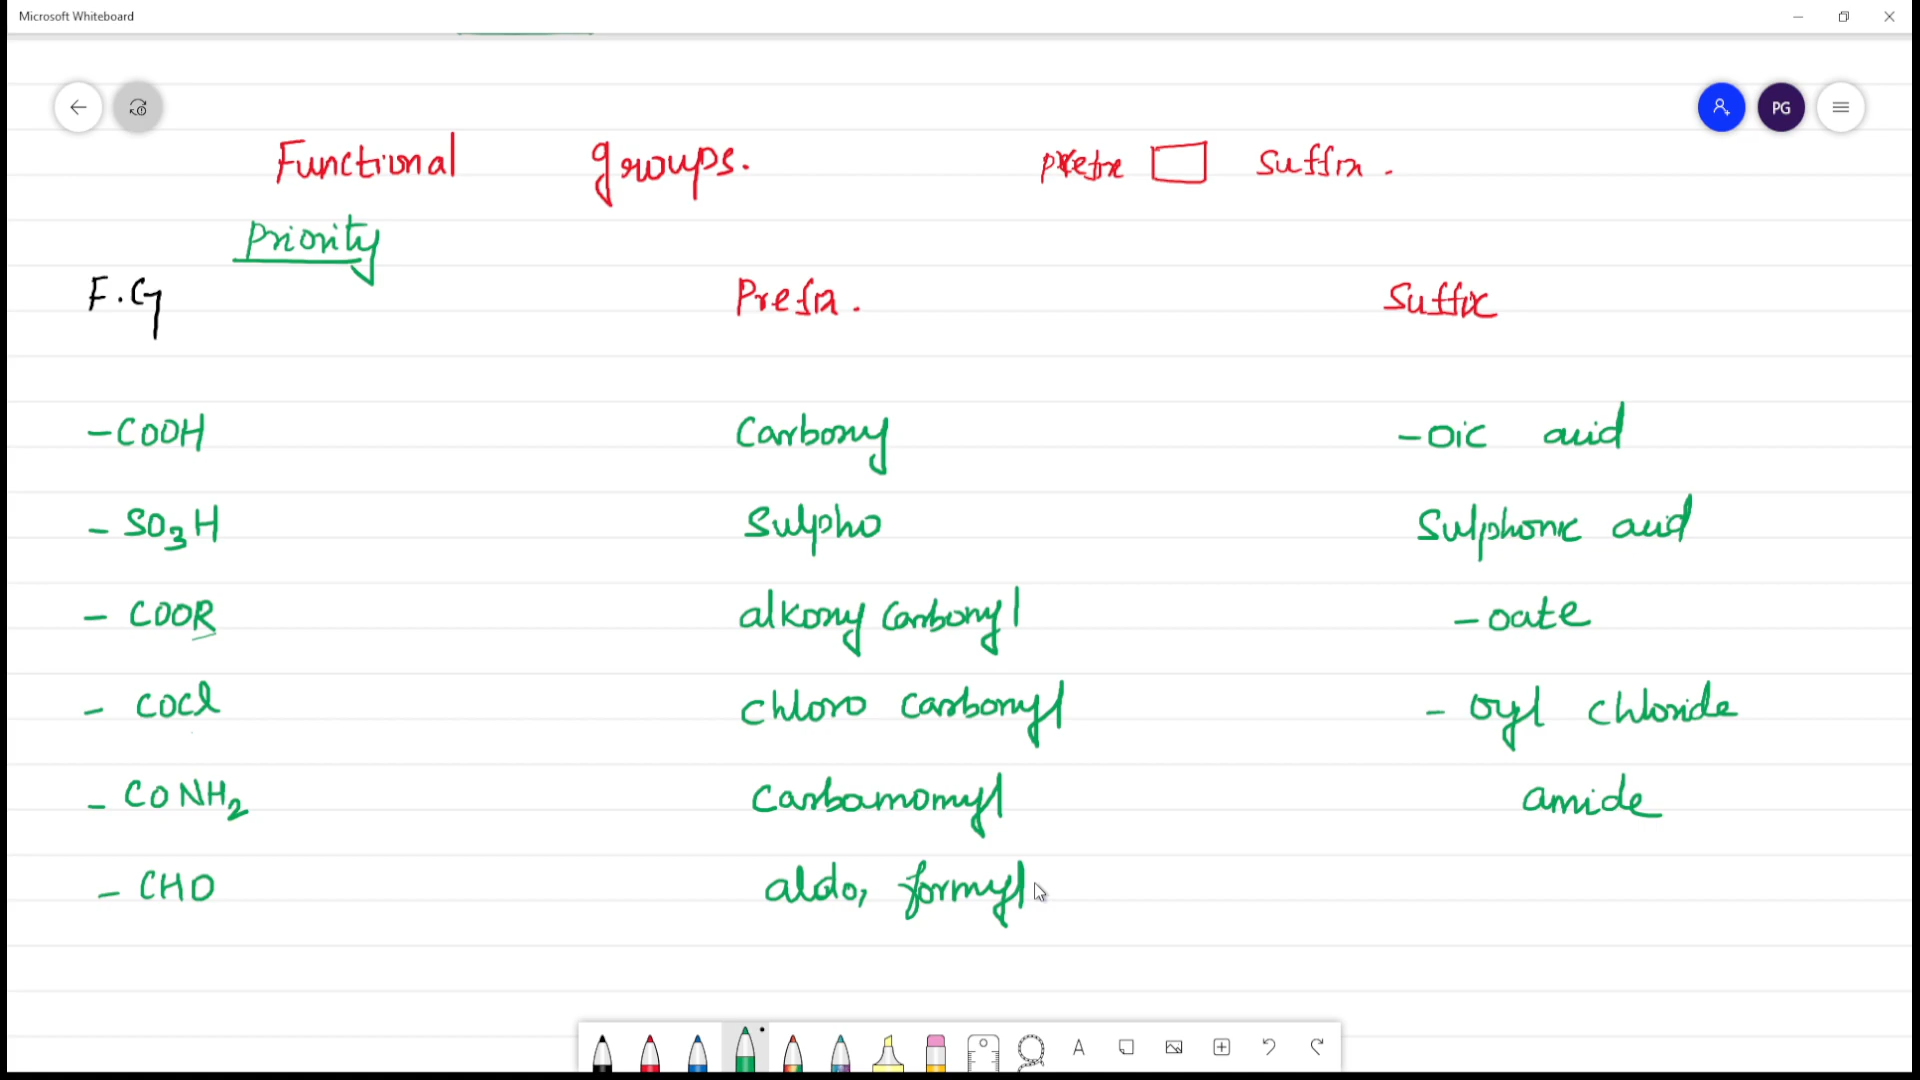 Microsoft Whiteboard
PG
Functional groups. prefix suffix.
Priority
F.G Prefix. Suffix
-COOH Carboxy -oic acid
- SO3H Sulpho Sulphonic acid
- COOR alkoxy Carbonyl -oate
- COCl chloro carbonyl - oyl chloride
- CONH2 Carbamomyl amide
- CHO aldo, formyl
A